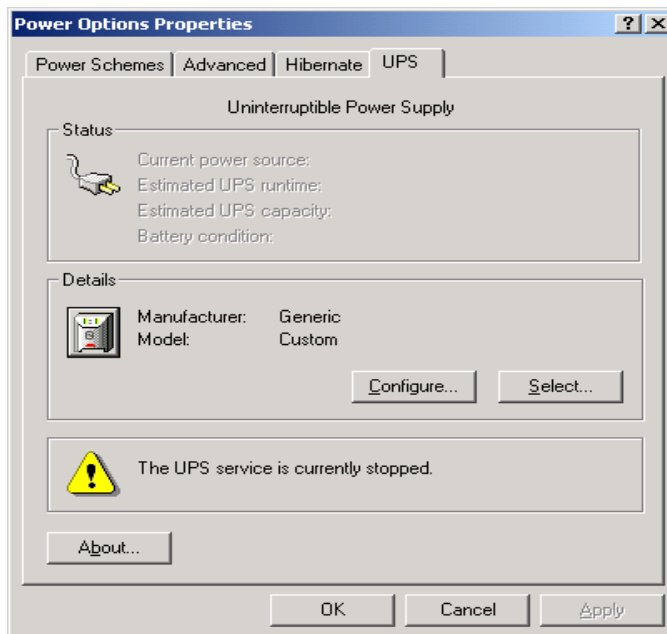 Power Options Properties
Power Schemes Advanced Hibernate UPS
Uninterruptible Power Supply
Status
Current power source:
Estimated UPS runtime:
Estimated UPS capacity:
Battery condition:
Details
Manufacturer: Generic
Model: Custom
Configure... Select...
The UPS service is currently stopped.
About...
OK Cancel Apply